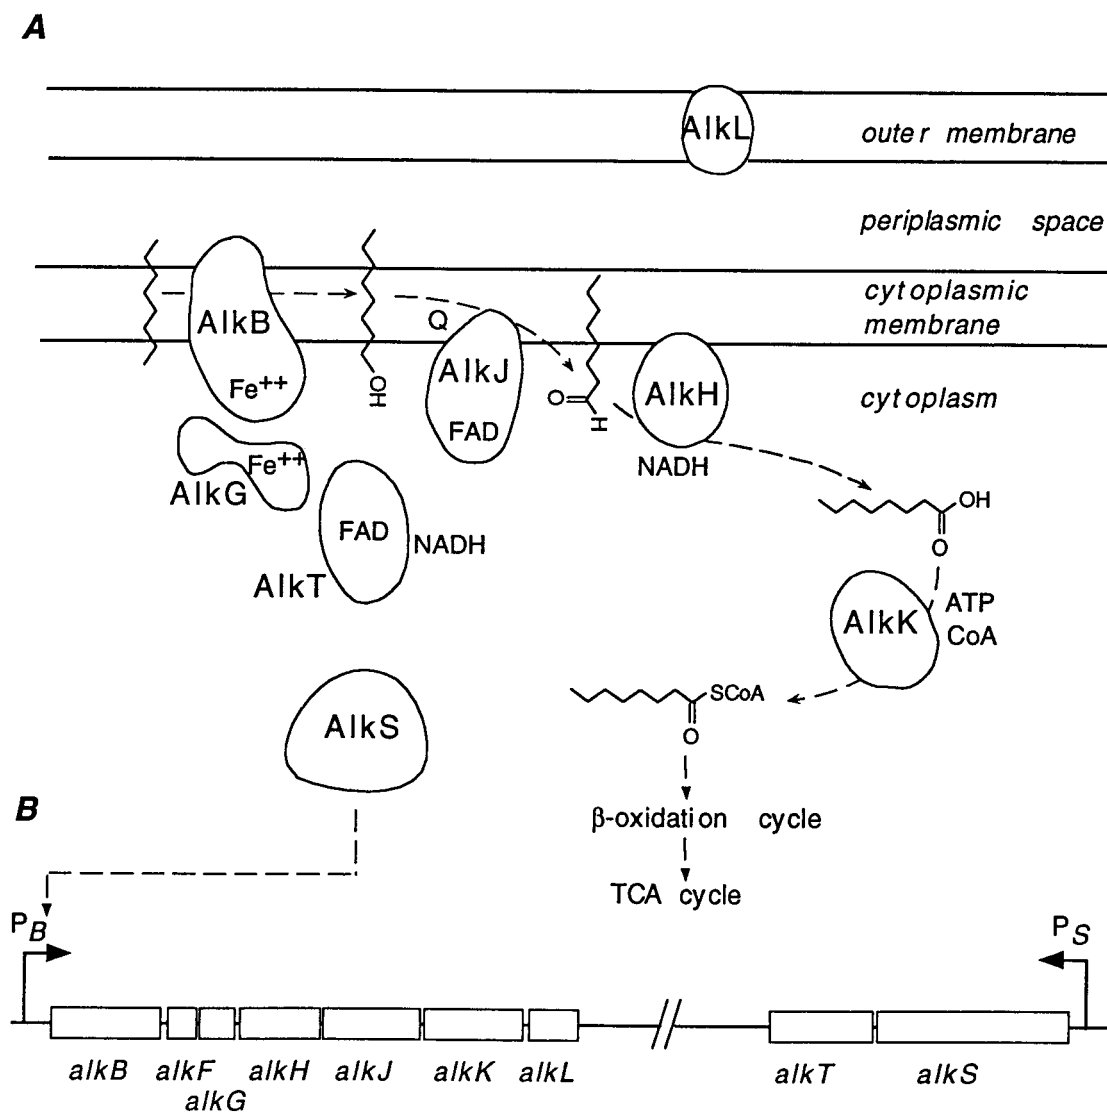 A
AlkL
outer membrane
periplasmic space
cytoplasmic
membrane
AlkB
Fe++
OH
Q
AlkJ
FAD
O
H
AlkH
NADH
cytoplasm
AlkG
Fe++
FAD
NADH
AlkT
OH
O
AlkK
ATP
CoA
SCoA
O
AlkS
β-oxidation cycle
TCA cycle
B
PB
PS
alkB alkF alkH alkJ alkK alkL alkT alkS
alkG